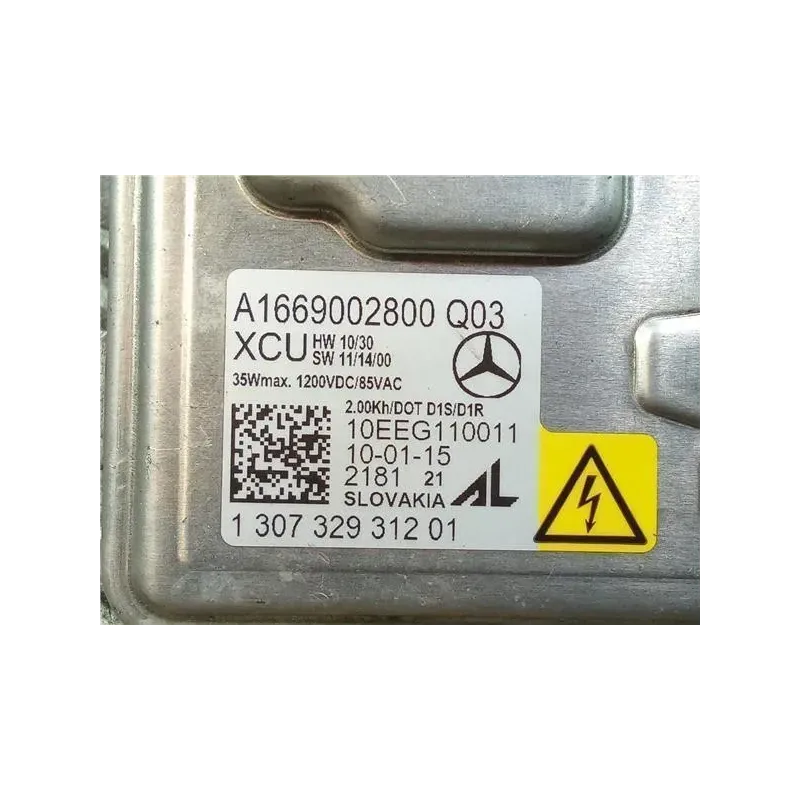 A1669002800 Q03
XCU HW 10/30
SW 11/14/00
35Wmax. 1200VDC/85VAC
2.00Kh/DOT D1S/D1R
10EEG110011
10-01-15
2181 21
SLOVAKIA AL
1 307 329 312 01